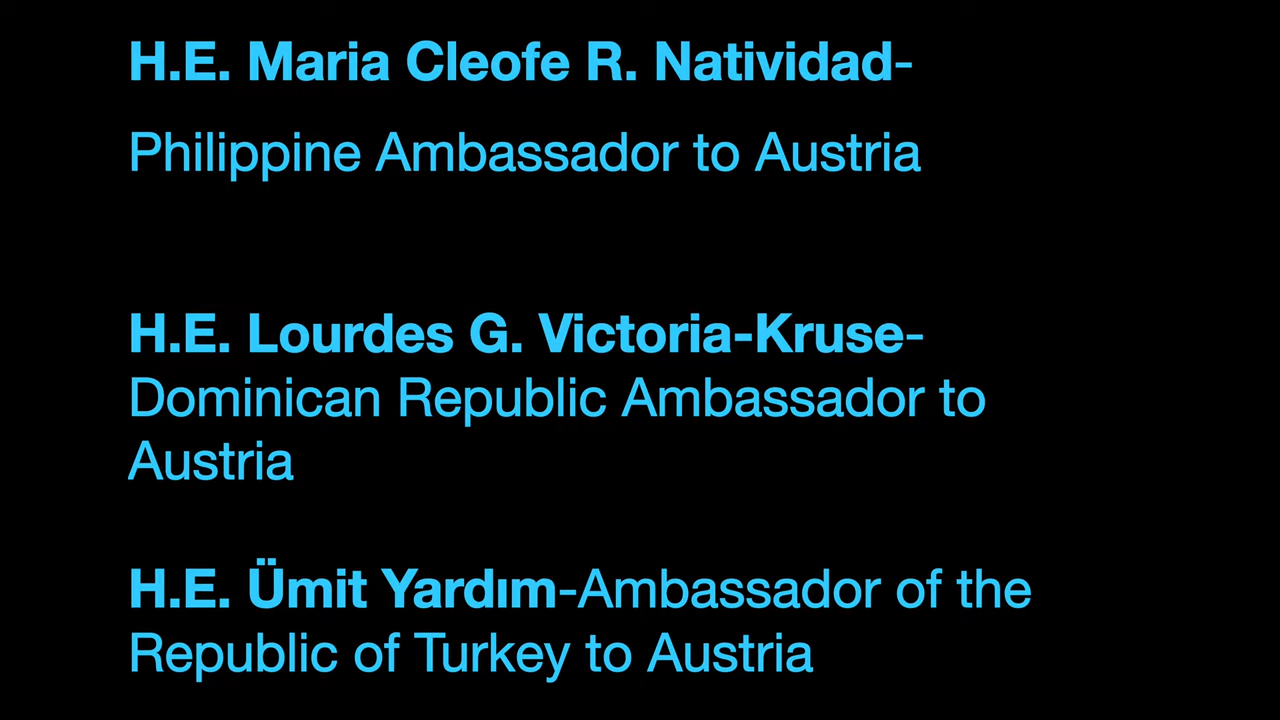 H.E. Maria Cleofe R. Natividad-
Philippine Ambassador to Austria
H.E. Lourdes G. Victoria-Kruse-
Dominican Republic Ambassador to
Austria
H.E. Ümit Yardım-Ambassador of the
Republic of Turkey to Austria